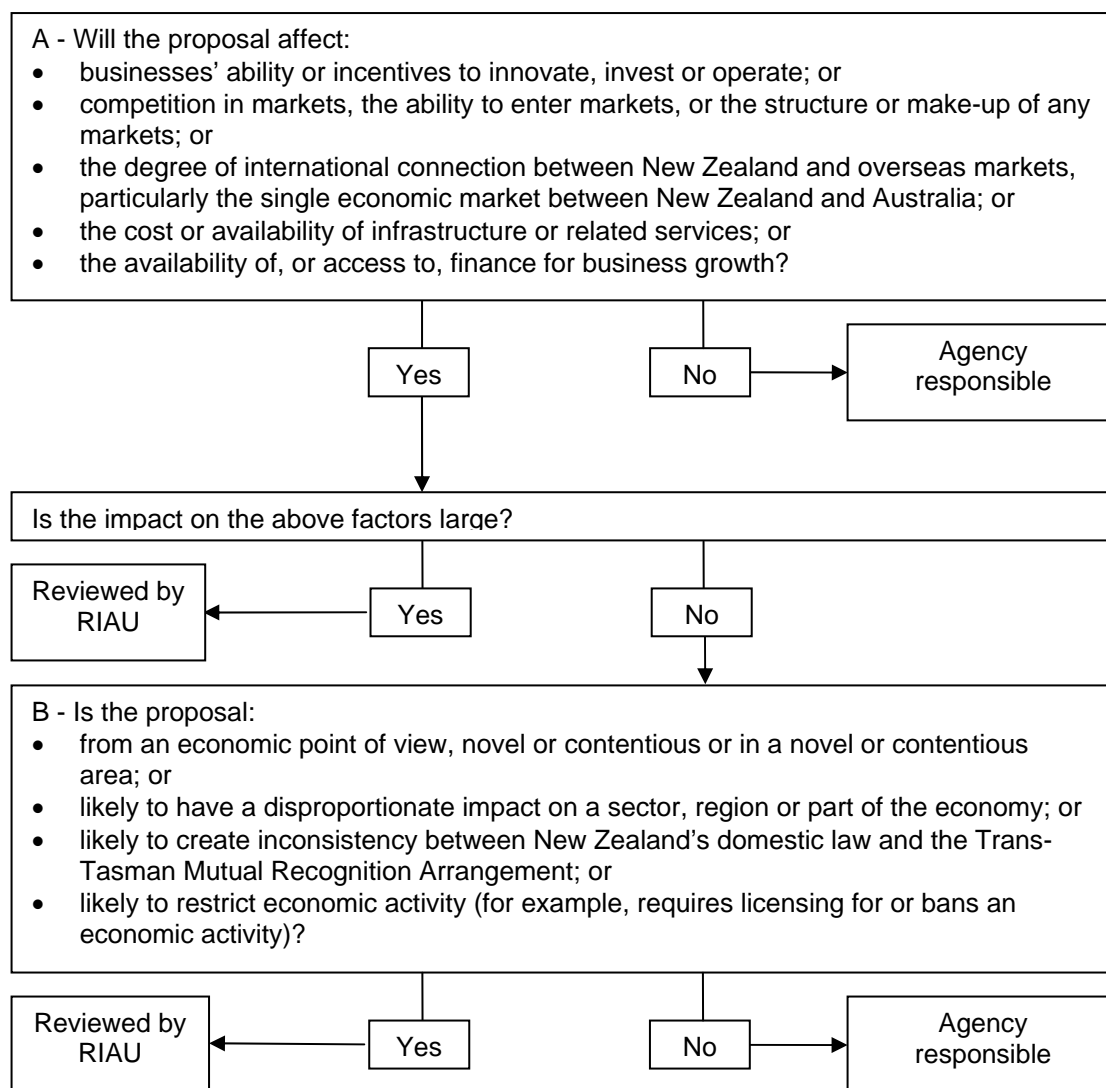 A - Will the proposal affect:
• businesses’ ability or incentives to innovate, invest or operate; or
• competition in markets, the ability to enter markets, or the structure or make-up of any
markets; or
• the degree of international connection between New Zealand and overseas markets,
particularly the single economic market between New Zealand and Australia; or
• the cost or availability of infrastructure or related services; or
• the availability of, or access to, finance for business growth?
Yes
No
Agency
responsible
Is the impact on the above factors large?
Reviewed by
RIAU
Yes
No
B - Is the proposal:
• from an economic point of view, novel or contentious or in a novel or contentious
area; or
• likely to have a disproportionate impact on a sector, region or part of the economy; or
• likely to create inconsistency between New Zealand’s domestic law and the Trans-
Tasman Mutual Recognition Arrangement; or
• likely to restrict economic activity (for example, requires licensing for or bans an
economic activity)?
Reviewed by
RIAU
Yes
No
Agency
responsible